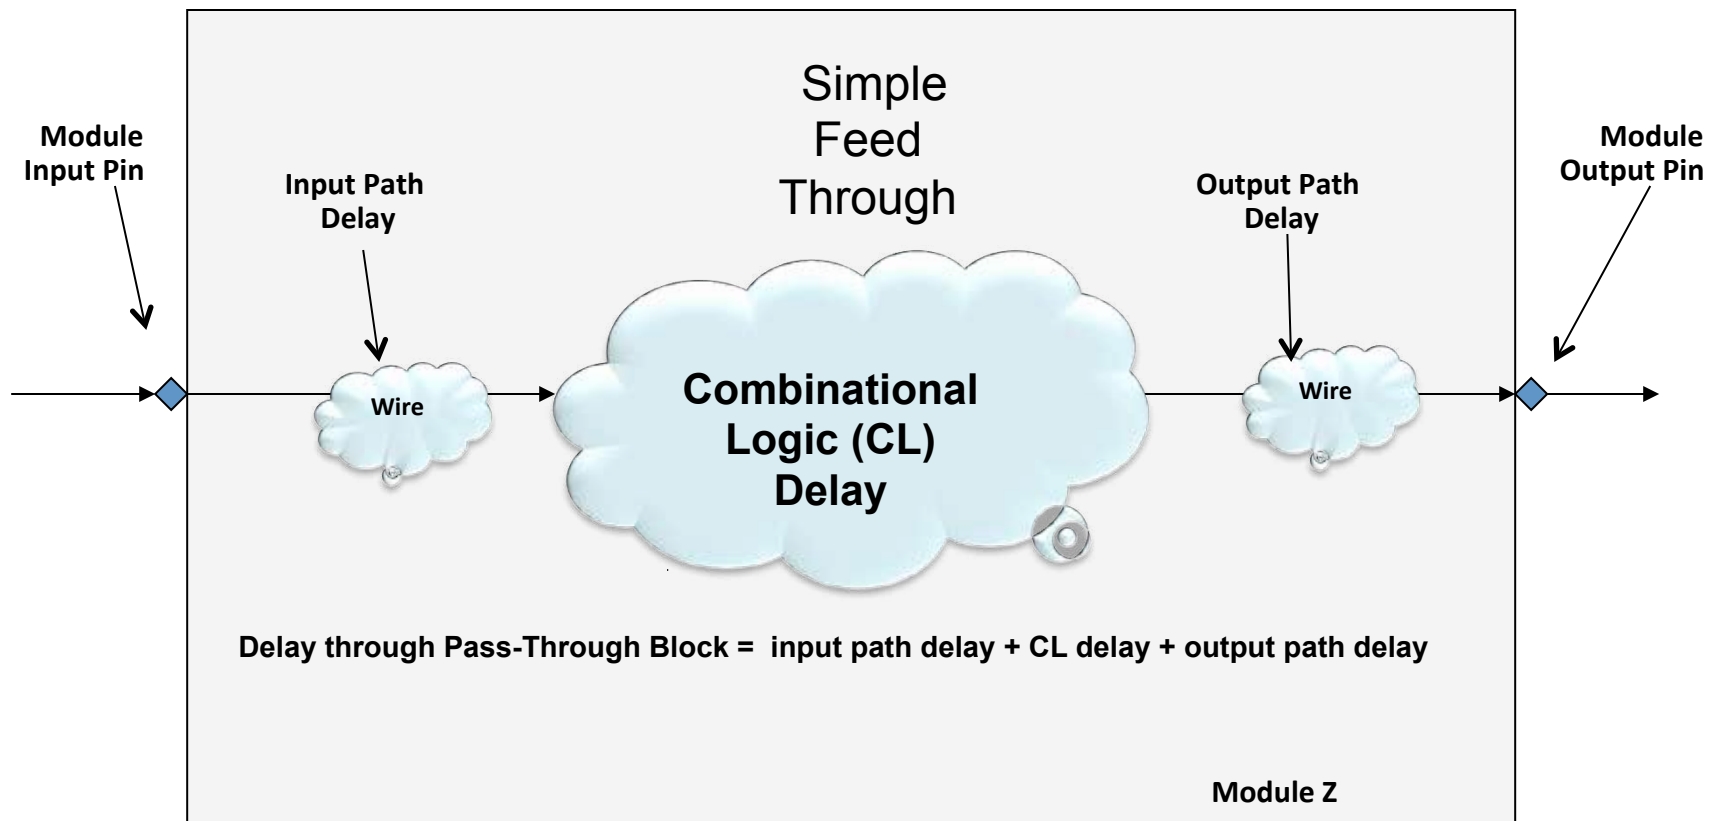 Simple
Feed
Through
Module
Input Pin
Input Path
Delay
Output Path
Delay
Module
Output Pin
Wire
Combinational
Logic (CL)
Delay
Wire
Delay through Pass-Through Block = input path delay + CL delay + output path delay
Module Z